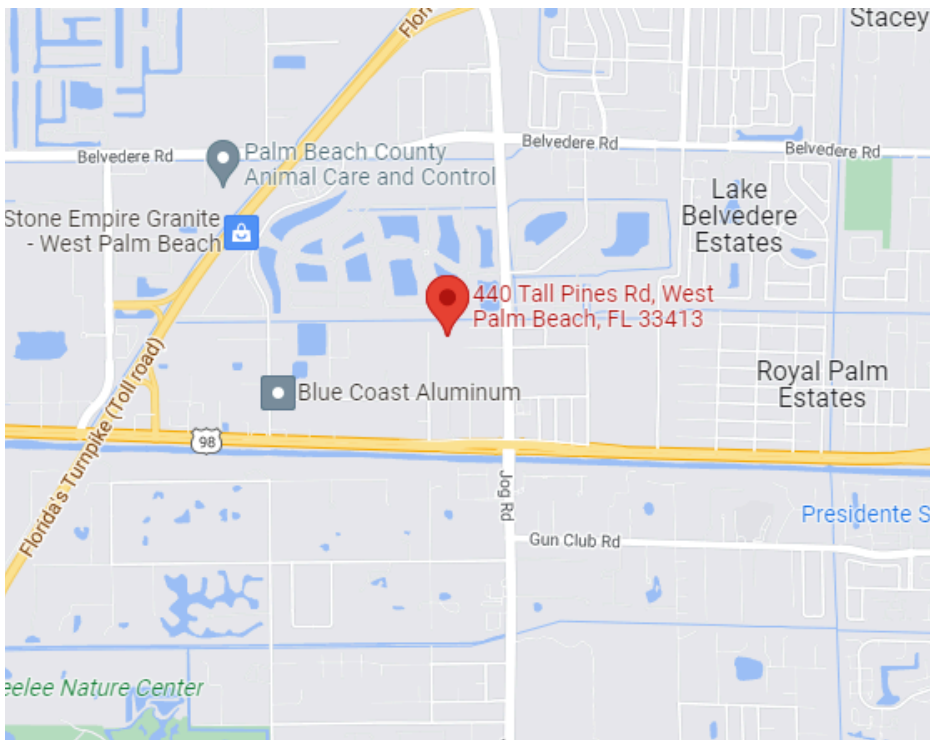 Stacey
Flori
Belvedere Rd
Belvedere Rd
Belvedere Rd
Palm Beach County
Animal Care and Control
Lake
Belvedere
Estates
Stone Empire Granite
- West Palm Beach
440 Tall Pines Rd, West
Palm Beach, FL 33413
Royal Palm
Estates
Blue Coast Aluminum
98
Florida's Turnpike (Toll road)
Jog Rd
Presidente S
Gun Club Rd
eelee Nature Center